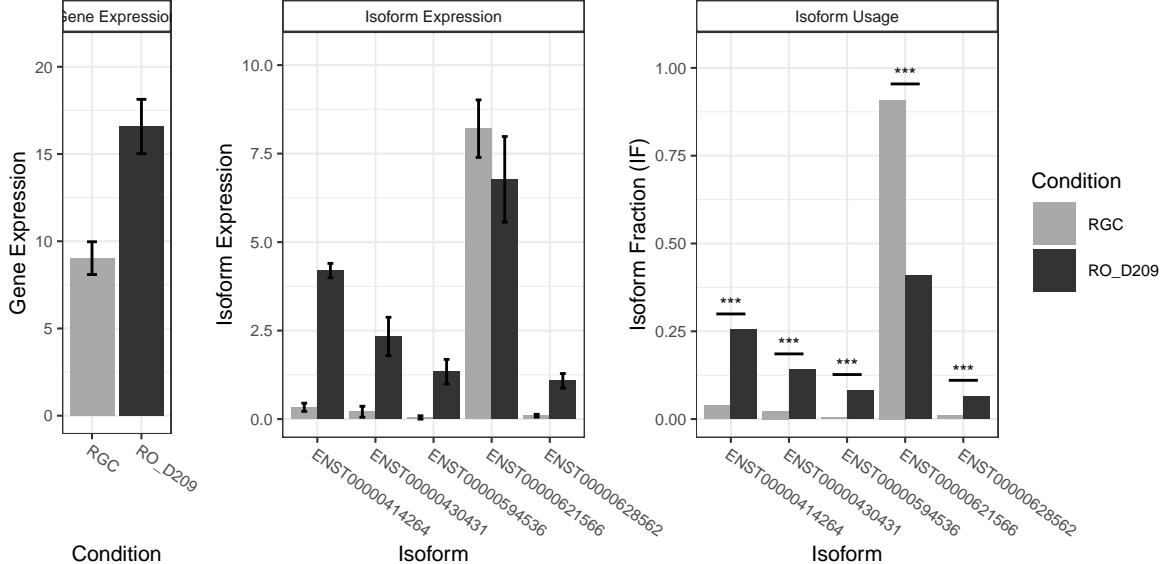 Gene Expression
Isoform Expression
Isoform Usage
Gene Expression
20
15
10
5
0
RGC
RO_D209
Condition
Isoform Expression
10.0
7.5
5.0
2.5
0.0
ENST00000414264
ENST00000430431
ENST00000594536
ENST00000621566
ENST00000628562
Isoform
Isoform Fraction (IF)
1.00
0.75
0.50
0.25
0.00
***
***
***
***
***
ENST00000414264
ENST00000430431
ENST00000594536
ENST00000621566
ENST00000628562
Isoform
Condition
RGC
RO_D209